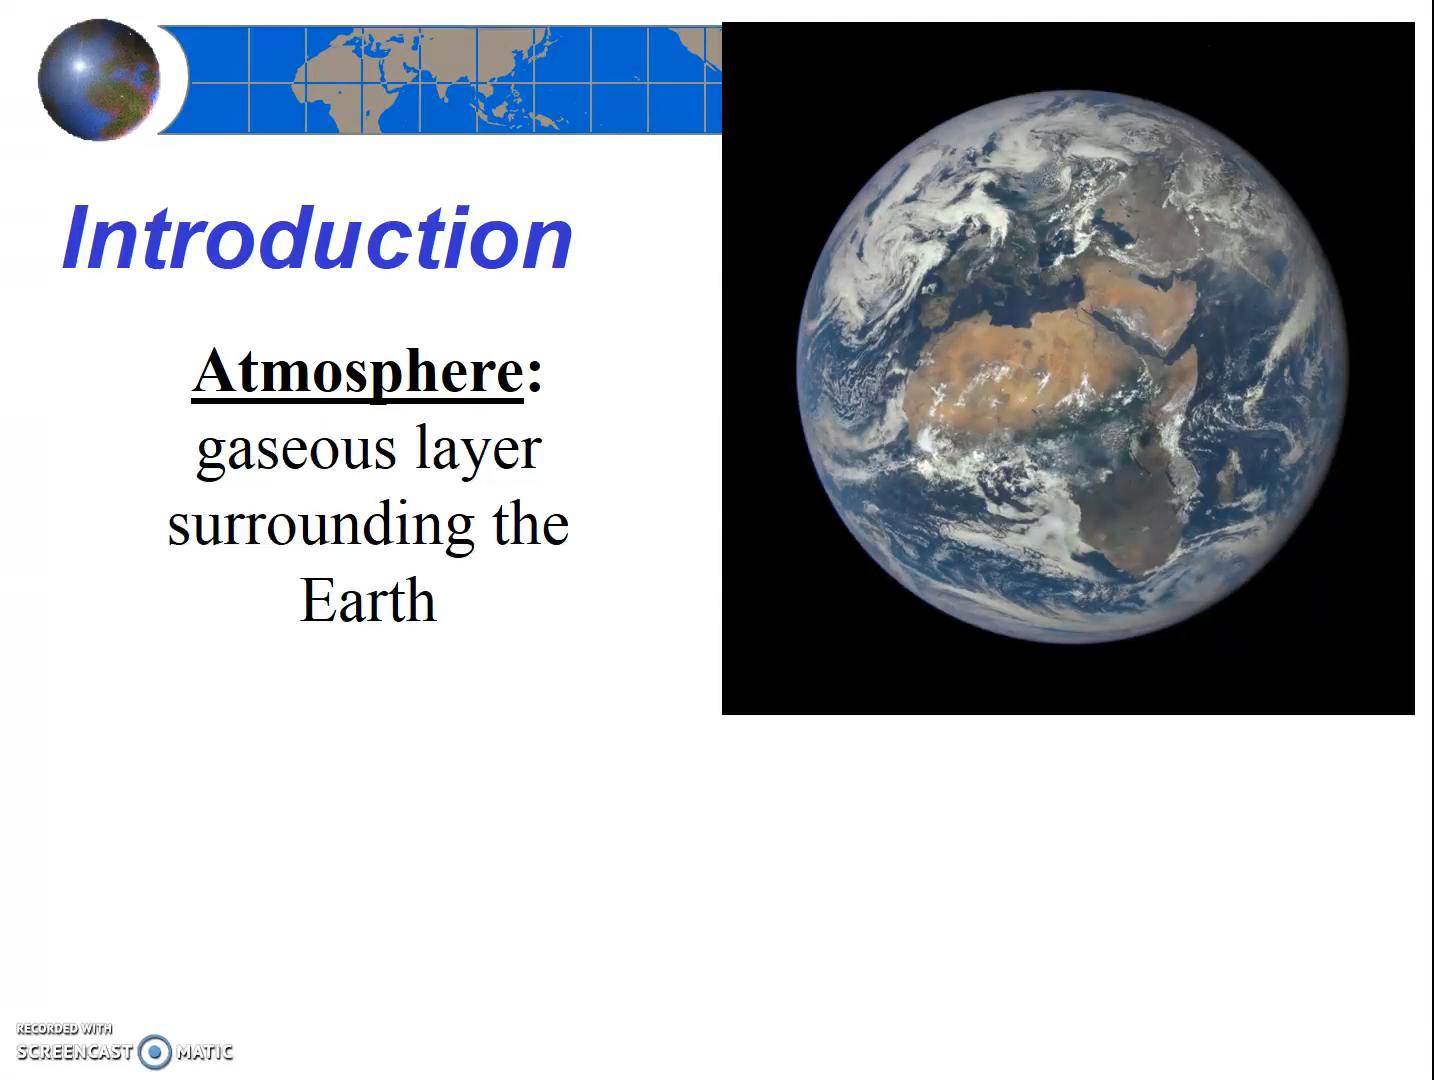 Introduction
Atmosphere:
gaseous layer
surrounding the
Earth
RECORDED WITH
SCREENCAST MATIC